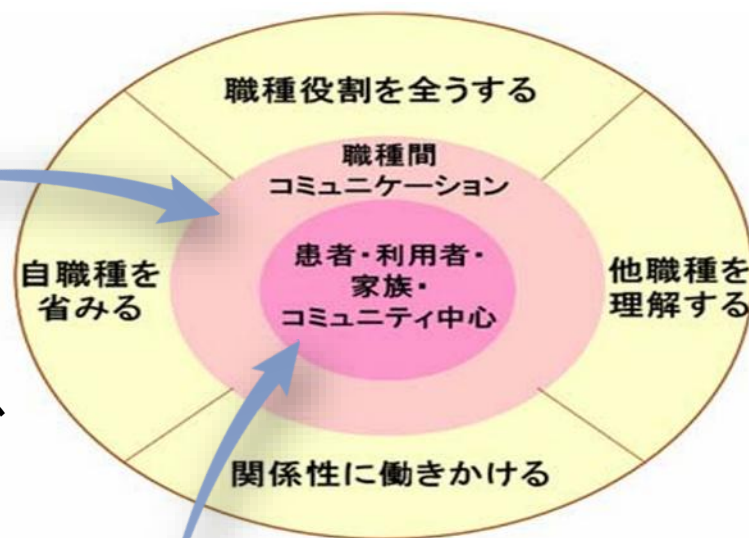 職種役割を全うする
職種間
コミュニケーション
患者・利用者・
家族・
コミュニティ中心
自職種を
省みる
他職種を
理解する
関係性に働きかける